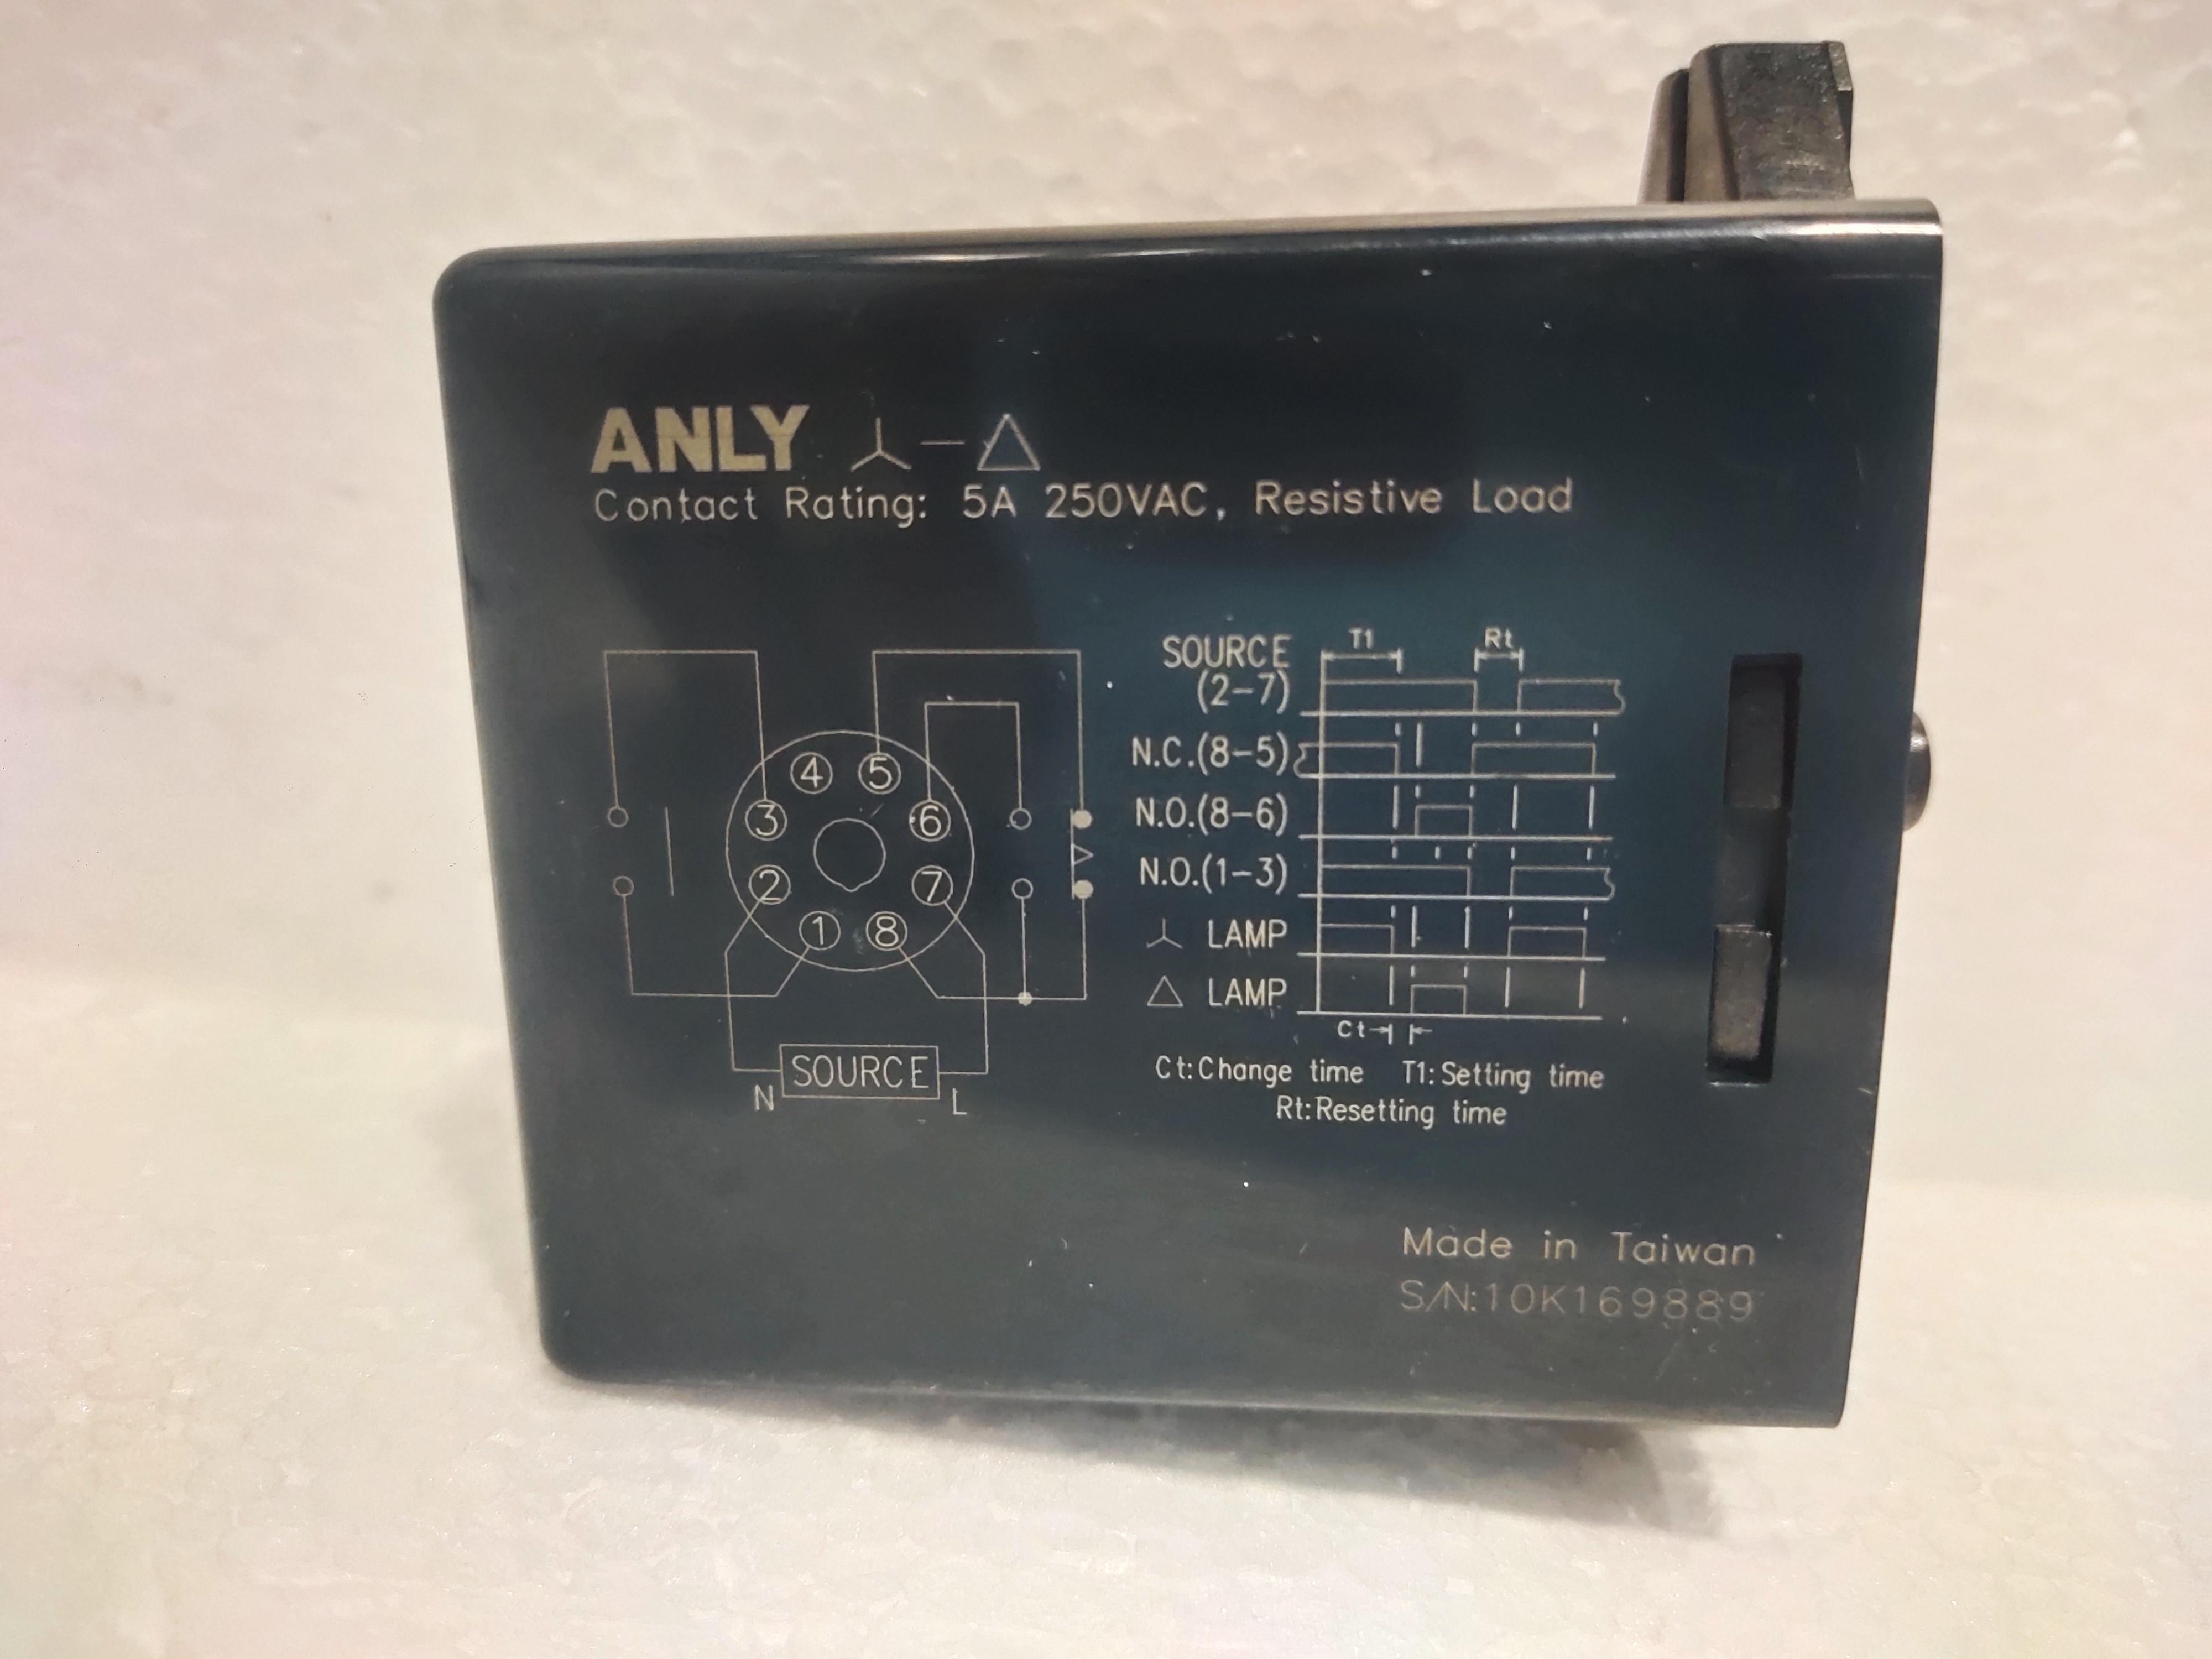 ANLY
Contact Rating: 5A 250VAC, Resistive Load
4 5
3 6
2 7
1 8
SOURCE
N L
T1 Rt
SOURCE
(2-7)
N.C.(8-5)
N.O.(8-6)
N.O.(1-3)
LAMP
△ LAMP
Ct
Ct:Change time T1:Setting time
Rt:Resetting time
Made in Taiwan
S/N:10K169889